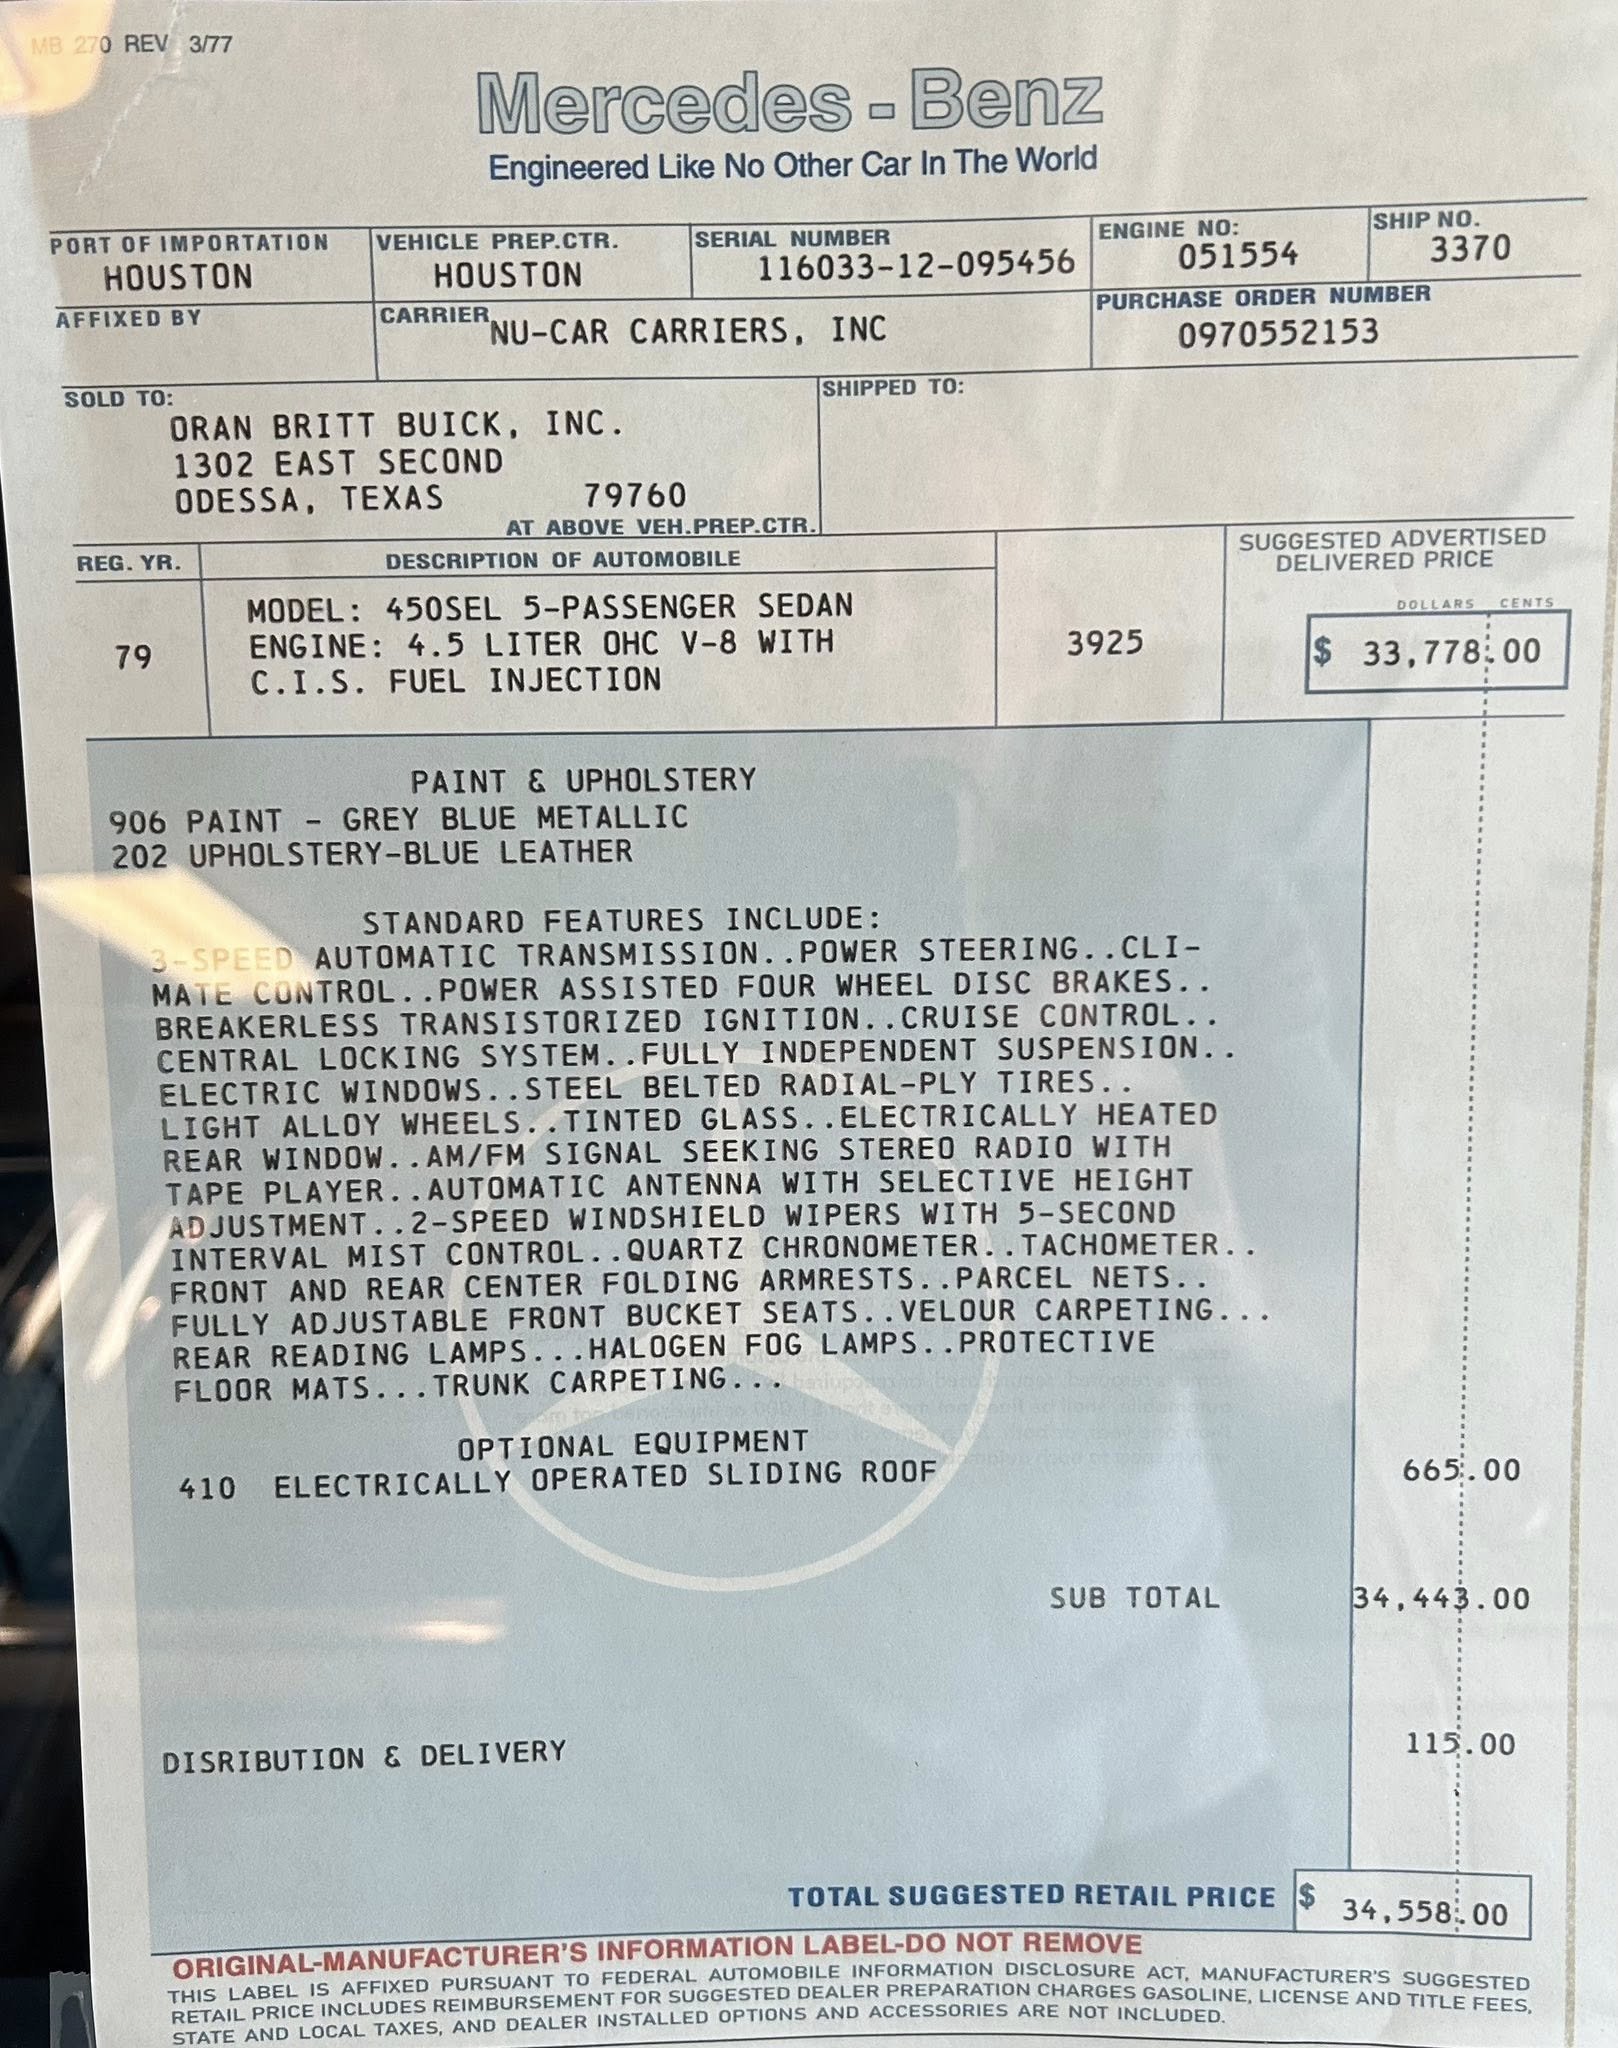 MB 270 REV 3/77
Mercedes-Benz
Engineered Like No Other Car In The World
PORT OF IMPORTATION
HOUSTON
VEHICLE PREP.CTR.
HOUSTON
SERIAL NUMBER
116033-12-095456
ENGINE NO:
051554
SHIP NO.
3370
AFFIXED BY
CARRIER
NU-CAR CARRIERS, INC
PURCHASE ORDER NUMBER
0970552153
SOLD TO:
ORAN BRITT BUICK, INC.
1302 EAST SECOND
ODESSA, TEXAS 79760
AT ABOVE VEH.PREP.CTR.
SHIPPED TO:
REG. YR.
79
DESCRIPTION OF AUTOMOBILE
MODEL: 450SEL 5-PASSENGER SEDAN
ENGINE: 4.5 LITER OHC V-8 WITH
C.I.S. FUEL INJECTION
3925
SUGGESTED ADVERTISED
DELIVERED PRICE
DOLLARS CENTS
$ 33,778.00
PAINT & UPHOLSTERY
906 PAINT - GREY BLUE METALLIC
202 UPHOLSTERY-BLUE LEATHER
STANDARD FEATURES INCLUDE:
3-SPEED AUTOMATIC TRANSMISSION..POWER STEERING..CLI-
MATE CONTROL..POWER ASSISTED FOUR WHEEL DISC BRAKES..
BREAKERLESS TRANSISTORIZED IGNITION..CRUISE CONTROL..
CENTRAL LOCKING SYSTEM..FULLY INDEPENDENT SUSPENSION..
ELECTRIC WINDOWS..STEEL BELTED RADIAL-PLY TIRES..
LIGHT ALLOY WHEELS..TINTED GLASS..ELECTRICALLY HEATED
REAR WINDOW..AM/FM SIGNAL SEEKING STEREO RADIO WITH
TAPE PLAYER..AUTOMATIC ANTENNA WITH SELECTIVE HEIGHT
ADJUSTMENT..2-SPEED WINDSHIELD WIPERS WITH 5-SECOND
INTERVAL MIST CONTROL..QUARTZ CHRONOMETER..TACHOMETER..
FRONT AND REAR CENTER FOLDING ARMRESTS..PARCEL NETS..
FULLY ADJUSTABLE FRONT BUCKET SEATS..VELOUR CARPETING...
REAR READING LAMPS...HALOGEN FOG LAMPS..PROTECTIVE
FLOOR MATS...TRUNK CARPETING...
OPTIONAL EQUIPMENT
410 ELECTRICALLY OPERATED SLIDING ROOF 665.00
SUB TOTAL 34,443.00
DISRIBUTION & DELIVERY 115.00
TOTAL SUGGESTED RETAIL PRICE $ 34,558.00
ORIGINAL-MANUFACTURER'S INFORMATION LABEL-DO NOT REMOVE
THIS LABEL IS AFFIXED PURSUANT TO FEDERAL AUTOMOBILE INFORMATION DISCLOSURE ACT, MANUFACTURER'S SUGGESTED
RETAIL PRICE INCLUDES REIMBURSEMENT FOR SUGGESTED DEALER PREPARATION CHARGES GASOLINE, LICENSE AND TITLE FEES,
STATE AND LOCAL TAXES, AND DEALER INSTALLED OPTIONS AND ACCESSORIES ARE NOT INCLUDED.